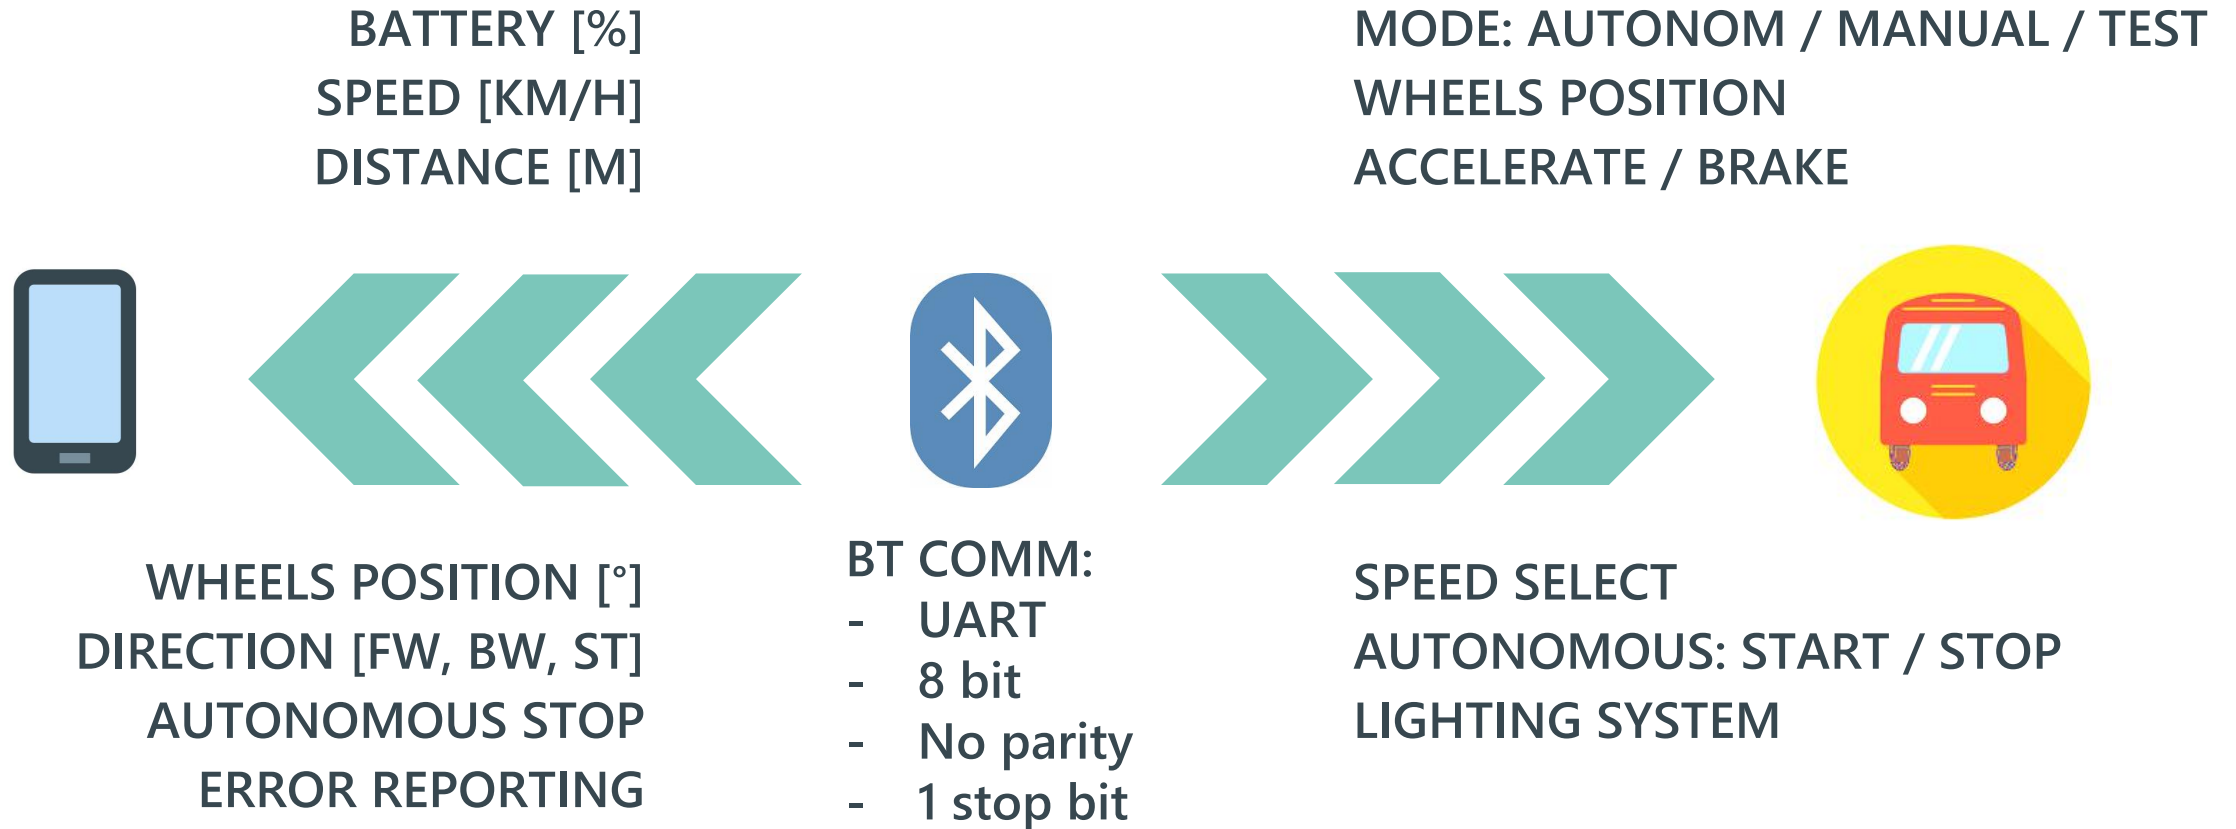 BATTERY [%]
SPEED [KM/H]
DISTANCE [M]
MODE: AUTONOM / MANUAL / TEST
WHEELS POSITION
ACCELERATE / BRAKE
WHEELS POSITION [°]
DIRECTION [FW, BW, ST]
AUTONOMOUS STOP
ERROR REPORTING
BT COMM:
- UART
- 8 bit
- No parity
- 1 stop bit
SPEED SELECT
AUTONOMOUS: START / STOP
LIGHTING SYSTEM